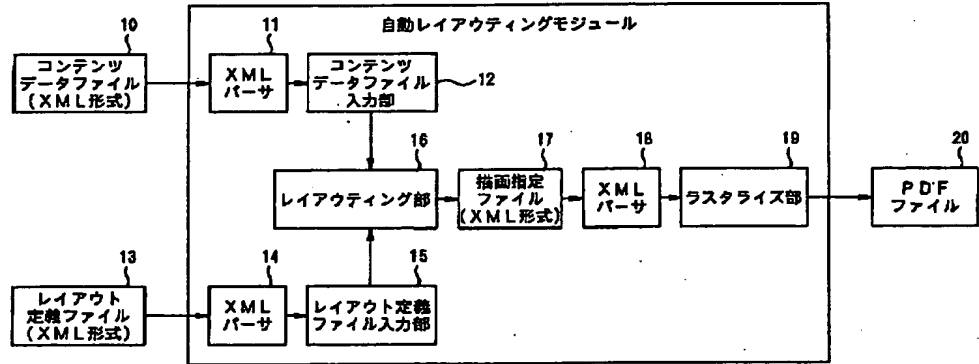 自動レイアウティングモジュール
10
コンテンツ
データファイル
(XML形式)
11
XML
パーサ
コンテンツ
データファイル
入力部
12
16
レイアウティング部
17
描画指定
ファイル
(XML形式)
18
XML
パーサ
19
ラスタライズ部
20
PDF
ファイル
13
レイアウト
定義ファイル
(XML形式)
14
XML
パーサ
15
レイアウト定義
ファイル入力部